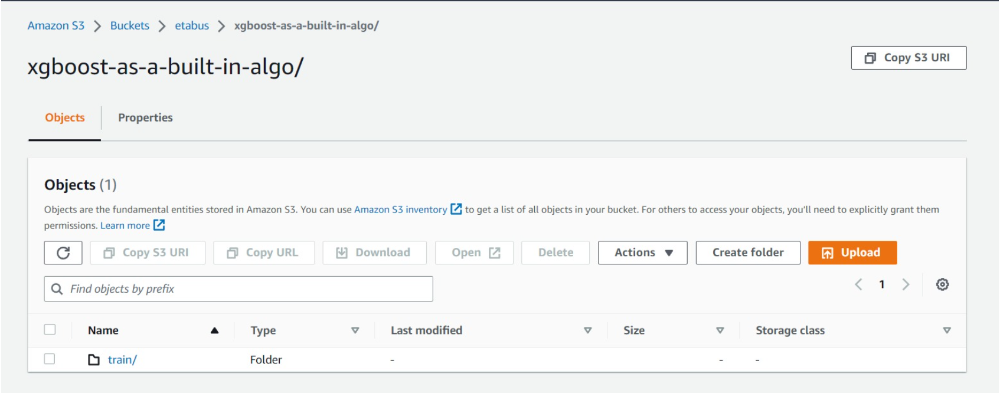 Amazon S3 > Buckets > etabus > xgboost-as-a-built-in-algo/
xgboost-as-a-built-in-algo/
Copy S3 URI
Objects Properties
Objects (1)
Objects are the fundamental entities stored in Amazon S3. You can use Amazon S3 inventory to get a list of all objects in your bucket. For others to access your objects, you'll need to explicitly grant them
permissions. Learn more
Copy S3 URI Copy URL Download Open Delete Actions Create folder Upload
Find objects by prefix
< 1 >
Name Type Last modified Size Storage class
train/ Folder - - -